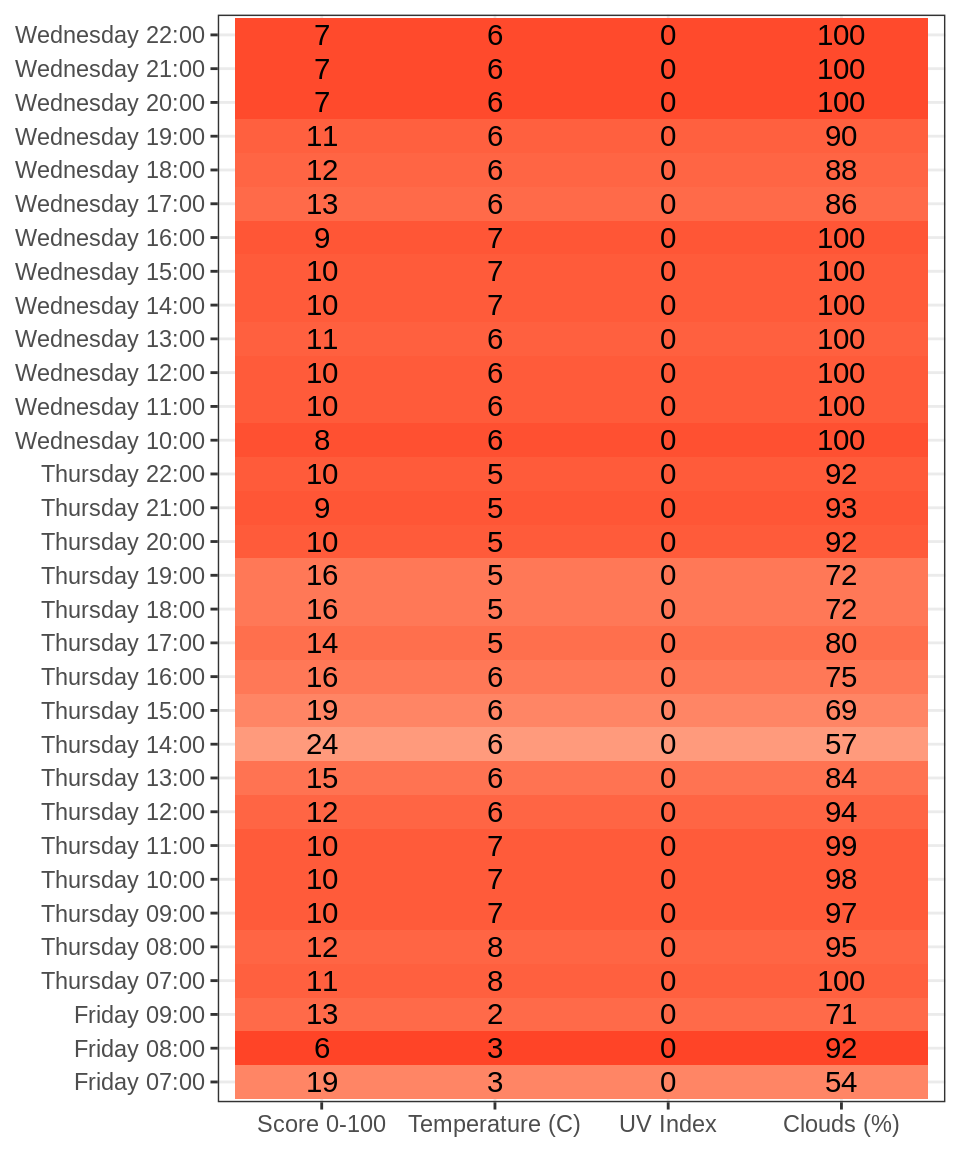 Wednesday 22:00 7 6 0 100
Wednesday 21:00 7 6 0 100
Wednesday 20:00 7 6 0 100
Wednesday 19:00 11 6 0 90
Wednesday 18:00 12 6 0 88
Wednesday 17:00 13 6 0 86
Wednesday 16:00 9 7 0 100
Wednesday 15:00 10 7 0 100
Wednesday 14:00 10 7 0 100
Wednesday 13:00 11 6 0 100
Wednesday 12:00 10 6 0 100
Wednesday 11:00 10 6 0 100
Wednesday 10:00 8 6 0 100
Thursday 22:00 10 5 0 92
Thursday 21:00 9 5 0 93
Thursday 20:00 10 5 0 92
Thursday 19:00 16 5 0 72
Thursday 18:00 16 5 0 72
Thursday 17:00 14 5 0 80
Thursday 16:00 16 6 0 75
Thursday 15:00 19 6 0 69
Thursday 14:00 24 6 0 57
Thursday 13:00 15 6 0 84
Thursday 12:00 12 6 0 94
Thursday 11:00 10 7 0 99
Thursday 10:00 10 7 0 98
Thursday 09:00 10 7 0 97
Thursday 08:00 12 8 0 95
Thursday 07:00 11 8 0 100
Friday 09:00 13 2 0 71
Friday 08:00 6 3 0 92
Friday 07:00 19 3 0 54
Score 0-100 Temperature (C) UV Index Clouds (%)